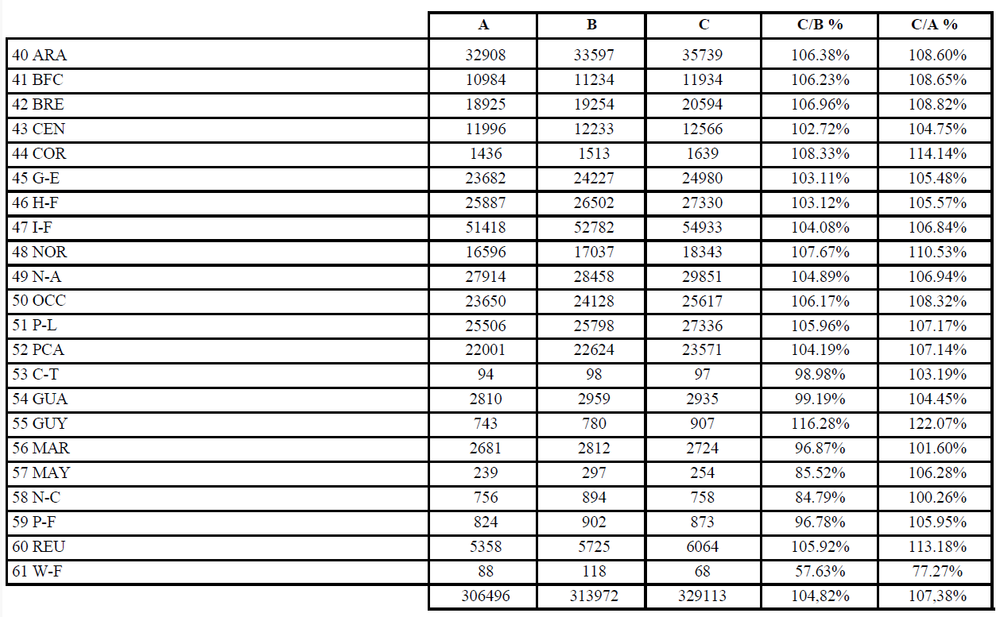 A B C C/B % C/A %
40 ARA 32908 33597 35739 106.38% 108.60%
41 BFC 10984 11234 11934 106.23% 108.65%
42 BRE 18925 19254 20594 106.96% 108.82%
43 CEN 11996 12233 12566 102.72% 104.75%
44 COR 1436 1513 1639 108.33% 114.14%
45 G-E 23682 24227 24980 103.11% 105.48%
46 H-F 25887 26502 27330 103.12% 105.57%
47 I-F 51418 52782 54933 104.08% 106.84%
48 NOR 16596 17037 18343 107.67% 110.53%
49 N-A 27914 28458 29851 104.89% 106.94%
50 OCC 23650 24128 25617 106.17% 108.32%
51 P-L 25506 25798 27336 105.96% 107.17%
52 PCA 22001 22624 23571 104.19% 107.14%
53 C-T 94 98 97 98.98% 103.19%
54 GUA 2810 2959 2935 99.19% 104.45%
55 GUY 743 780 907 116.28% 122.07%
56 MAR 2681 2812 2724 96.87% 101.60%
57 MAY 239 297 254 85.52% 106.28%
58 N-C 756 894 758 84.79% 100.26%
59 P-F 824 902 873 96.78% 105.95%
60 REU 5358 5725 6064 105.92% 113.18%
61 W-F 88 118 68 57.63% 77.27%
306496 313972 329113 104,82% 107,38%